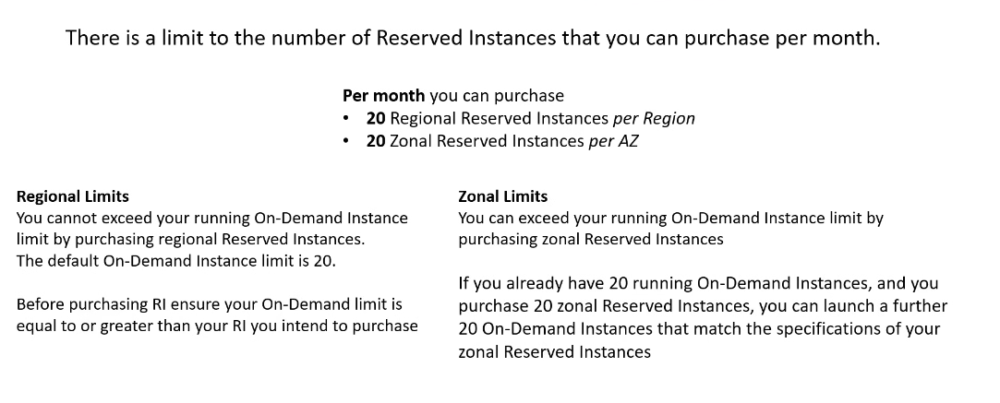 There is a limit to the number of Reserved Instances that you can purchase per month.
Per month you can purchase
• 20 Regional Reserved Instances per Region
• 20 Zonal Reserved Instances per AZ
Regional Limits
You cannot exceed your running On-Demand Instance
limit by purchasing regional Reserved Instances.
The default On-Demand Instance limit is 20.
Before purchasing RI ensure your On-Demand limit is
equal to or greater than your RI you intend to purchase
Zonal Limits
You can exceed your running On-Demand Instance limit by
purchasing zonal Reserved Instances
If you already have 20 running On-Demand Instances, and you
purchase 20 zonal Reserved Instances, you can launch a further
20 On-Demand Instances that match the specifications of your
zonal Reserved Instances